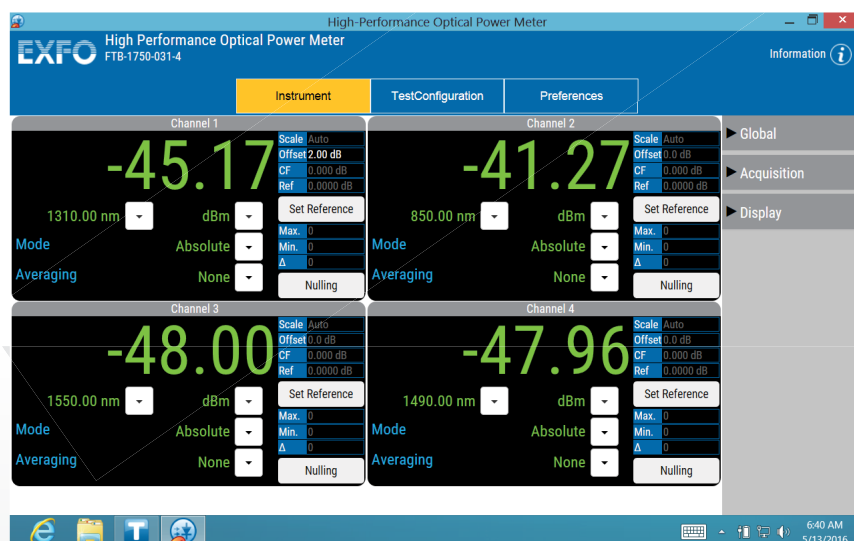 High-Performance Optical Power Meter
EXFO
High Performance Optical Power Meter
FTB-1750-031-4
Information
Instrument
TestConfiguration
Preferences
Channel 1
-45.17
Scale Auto
Offset 2.00 dB
CF 0.000 dB
Ref 0.0000 dB
1310.00 nm
dBm
Set Reference
Mode
Absolute
Max. 0
Min. 0
Δ 0
Averaging
None
Nulling
Channel 2
-41.27
Scale Auto
Offset 0.0 dB
CF 0.000 dB
Ref 0.0000 dB
850.00 nm
dBm
Set Reference
Mode
Absolute
Max. 0
Min. 0
Δ 0
Averaging
None
Nulling
Global
Acquisition
Display
Channel 3
-48.00
Scale Auto
Offset 0.0 dB
CF 0.000 dB
Ref 0.0000 dB
1550.00 nm
dBm
Set Reference
Mode
Absolute
Max. 0
Min. 0
Δ 0
Averaging
None
Nulling
Channel 4
-47.96
Scale Auto
Offset 0.0 dB
CF 0.000 dB
Ref 0.0000 dB
1490.00 nm
dBm
Set Reference
Mode
Absolute
Max. 0
Min. 0
Δ 0
Averaging
None
Nulling
6:40 AM
5/13/2016